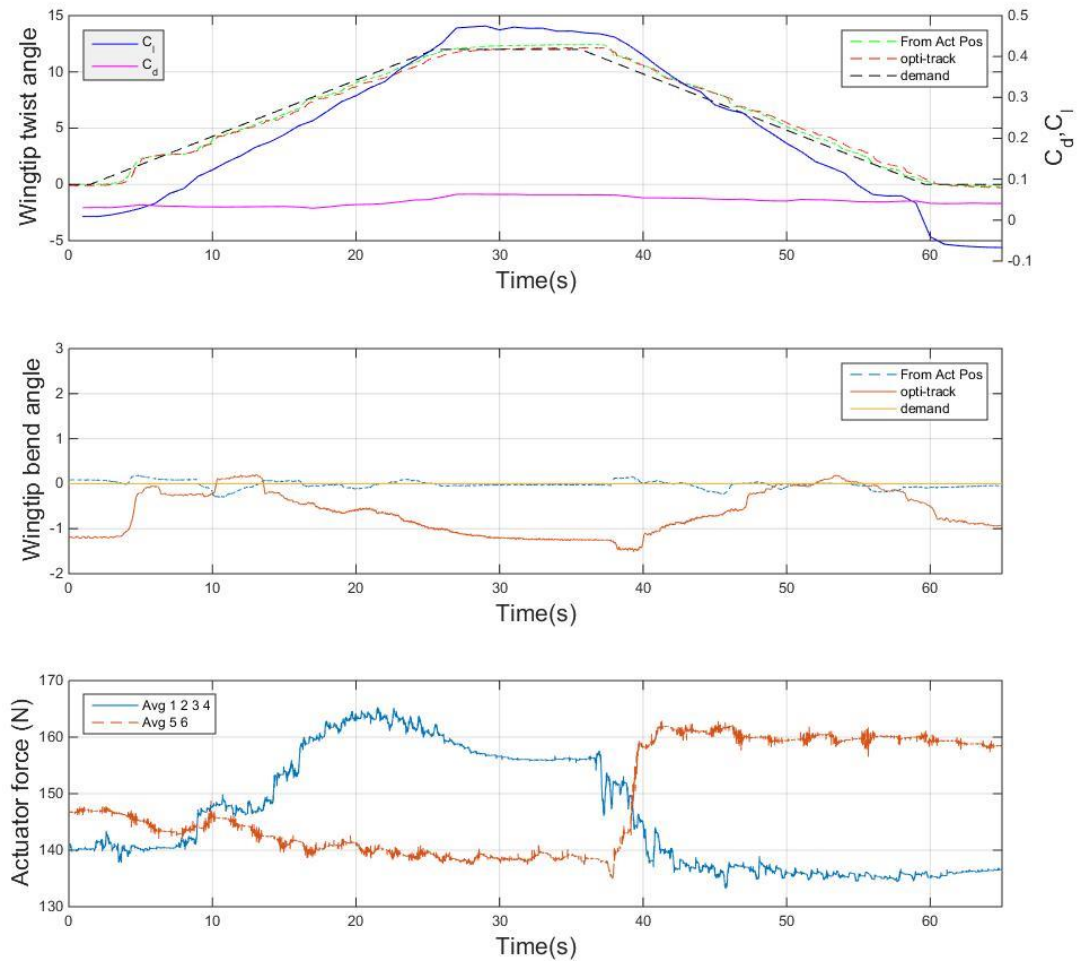 15
10
5
0
-5
Wingtip twist angle
C_l
C_d
From Act Pos
opti-track
demand
0.5
0.4
0.3
0.2
0.1
0
-0.1
C_d, C_l
0 10 20 30 40 50 60
Time(s)
3
2
1
0
-1
-2
Wingtip bend angle
From Act Pos
opti-track
demand
0 10 20 30 40 50 60
Time(s)
170
160
150
140
130
Actuator force (N)
Avg 1 2 3 4
Avg 5 6
0 10 20 30 40 50 60
Time(s)